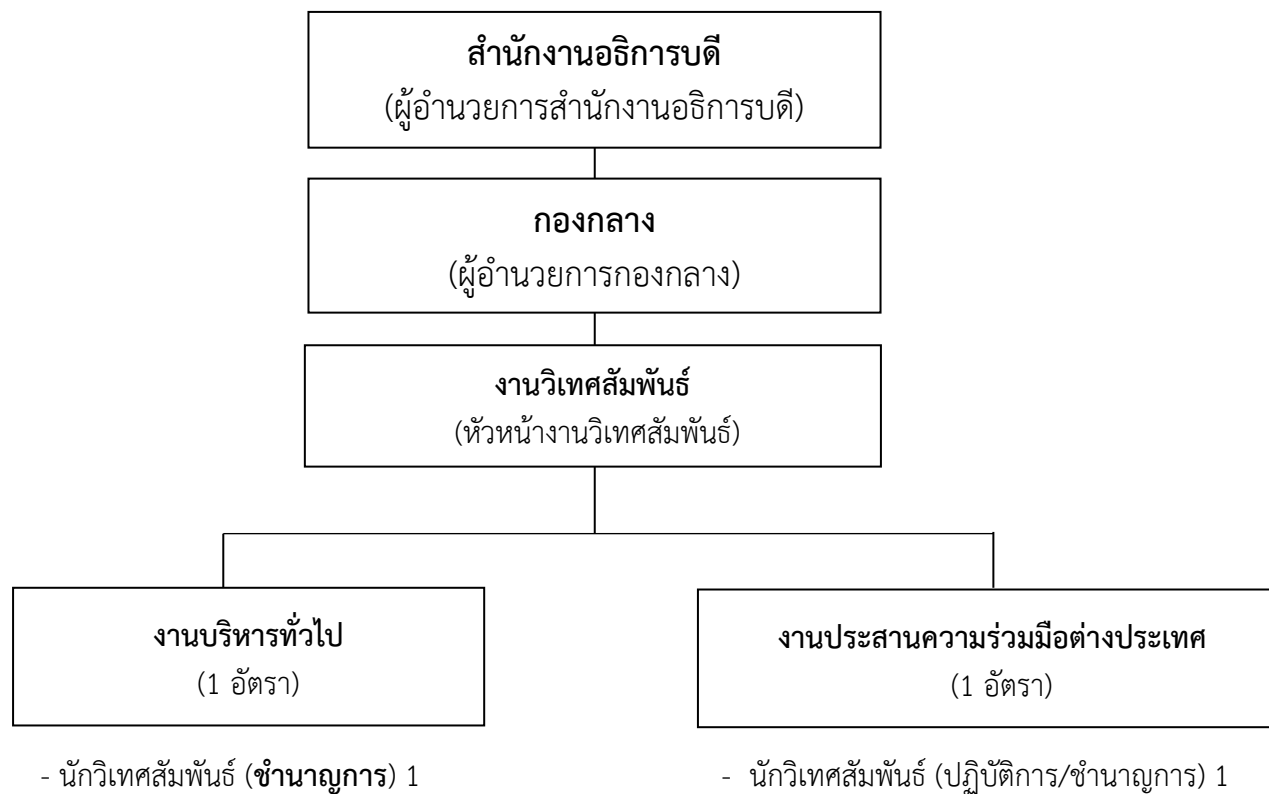 สำนักงานอธิการบดี
(ผู้อำนวยการสำนักงานอธิการบดี)
กองกลาง
(ผู้อำนวยการกองกลาง)
งานวิเทศสัมพันธ์
(หัวหน้างานวิเทศสัมพันธ์)
งานบริหารทั่วไป
(1 อัตรา)
- นักวิเทศสัมพันธ์ (ชำนาญการ) 1
งานประสานความร่วมมือต่างประเทศ
(1 อัตรา)
- นักวิเทศสัมพันธ์ (ปฏิบัติการ/ชำนาญการ) 1